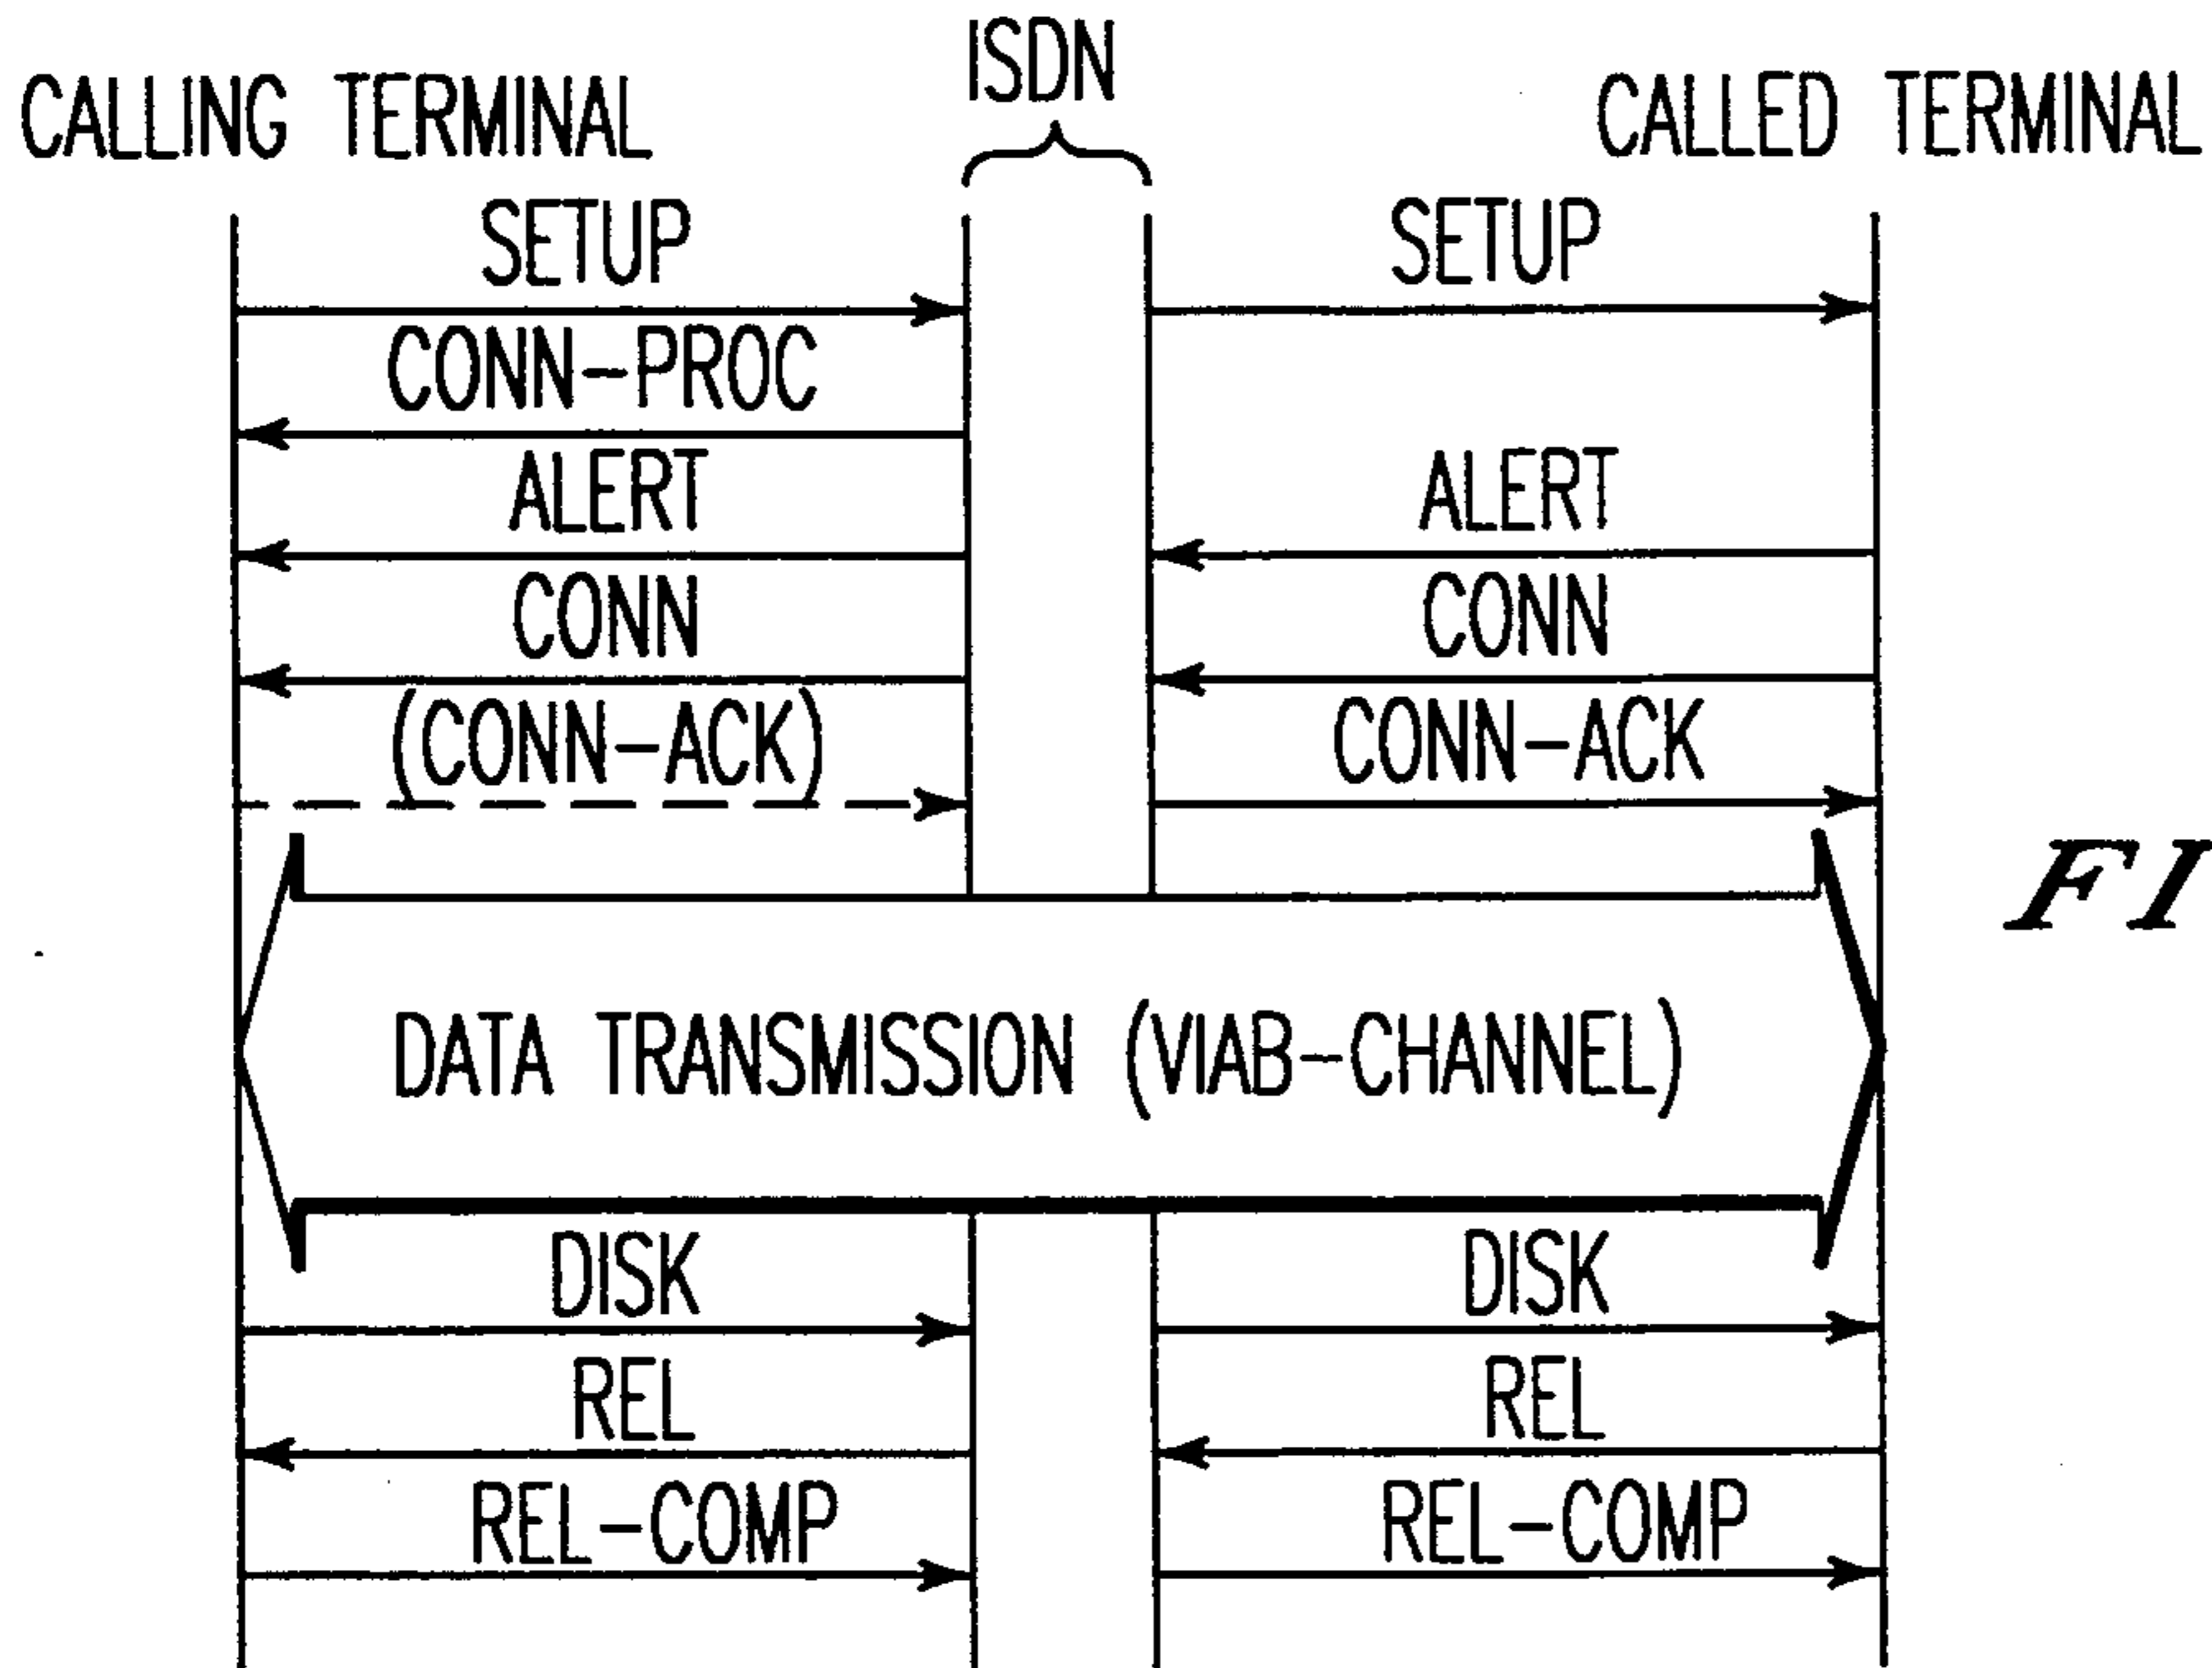 ISDN
CALLING TERMINAL
CALLED TERMINAL
SETUP
SETUP
CONN-PROC
ALERT
ALERT
CONN
CONN
(CONN-ACK)
CONN-ACK
FI
DATA TRANSMISSION (VIAB-CHANNEL)
DISK
DISK
REL
REL
REL-COMP
REL-COMP